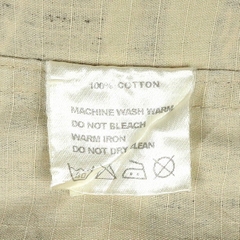 100% COTTON
MACHINE WASH WARM
DO NOT BLEACH
WARM IRON
DO NOT DRY CLEAN